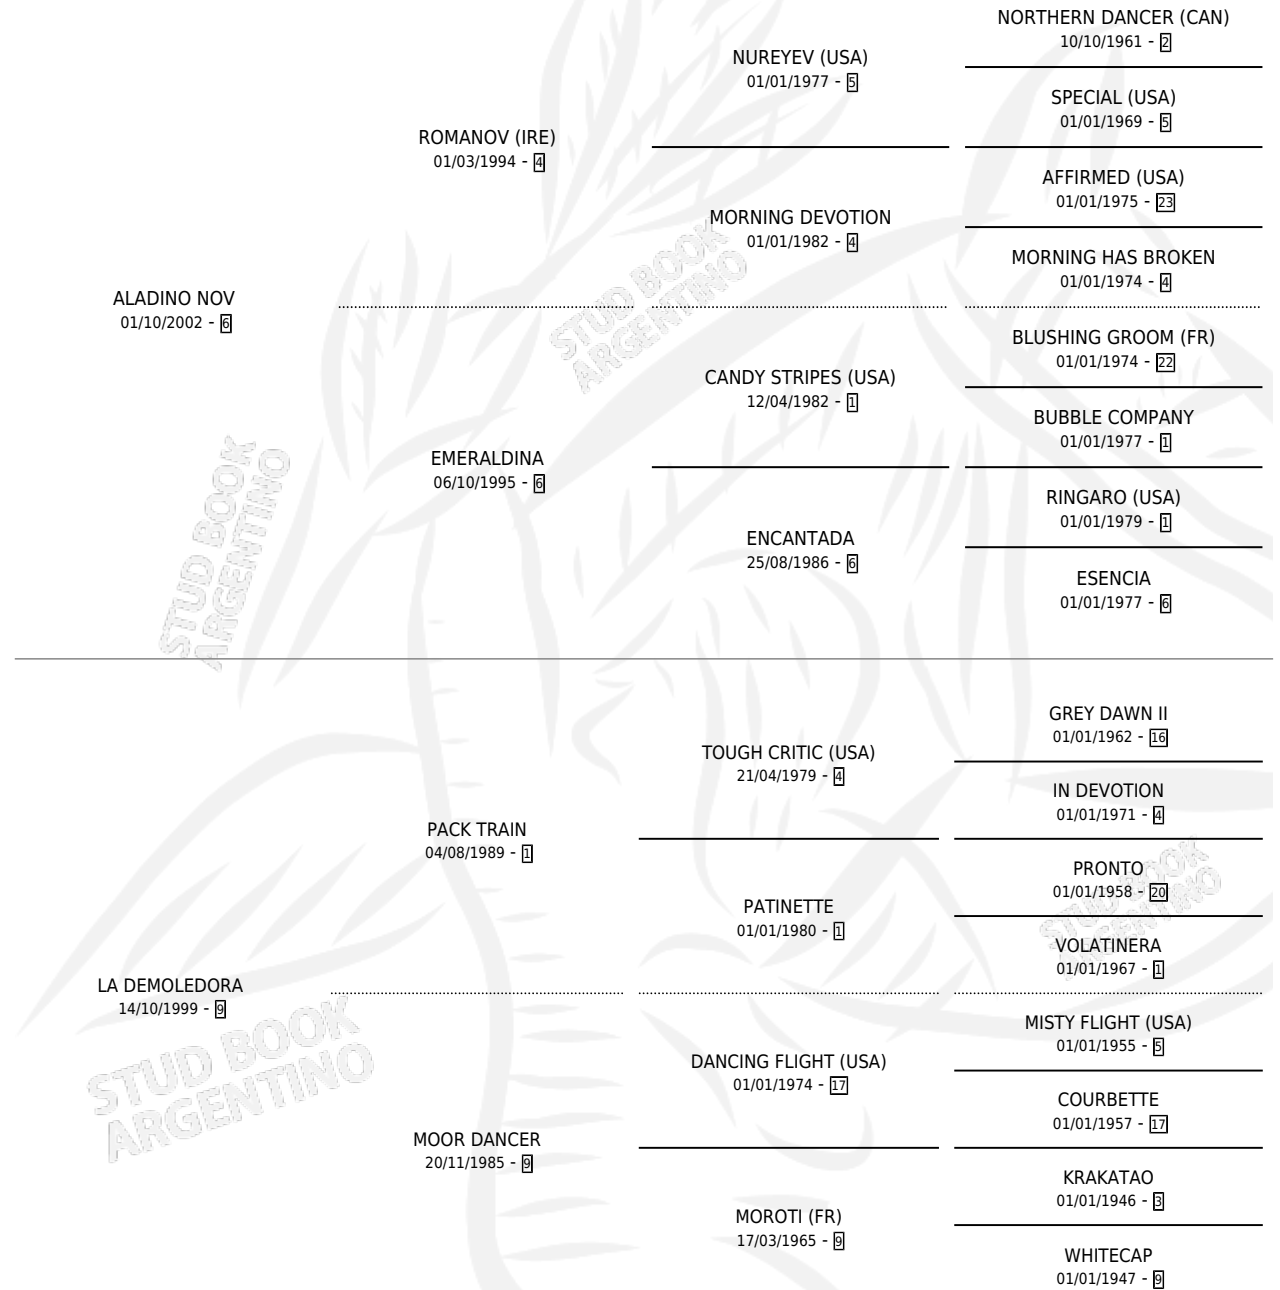 NORTHERN DANCER (CAN)
10/10/1961 - 2
NUREYEV (USA)
01/01/1977 - 5
SPECIAL (USA)
01/01/1969 - 5
ROMANOV (IRE)
01/03/1994 - 4
AFFIRMED (USA)
01/01/1975 - 23
MORNING DEVOTION
01/01/1982 - 4
MORNING HAS BROKEN
01/01/1974 - 4
ALADINO NOV
01/10/2002 - 6
BLUSHING GROOM (FR)
01/01/1974 - 22
CANDY STRIPES (USA)
12/04/1982 - 1
BUBBLE COMPANY
01/01/1977 - 1
EMERALDINA
06/10/1995 - 6
RINGARO (USA)
01/01/1979 - 1
ENCANTADA
25/08/1986 - 6
ESENCIA
01/01/1977 - 6
GREY DAWN II
01/01/1962 - 16
TOUGH CRITIC (USA)
21/04/1979 - 4
IN DEVOTION
01/01/1971 - 4
PACK TRAIN
04/08/1989 - 1
PRONTO
01/01/1958 - 20
PATINETTE
01/01/1980 - 1
VOLATINERA
01/01/1967 - 1
LA DEMOLEDORA
14/10/1999 - 9
MISTY FLIGHT (USA)
01/01/1955 - 5
DANCING FLIGHT (USA)
01/01/1974 - 17
COURBETTE
01/01/1957 - 17
MOOR DANCER
20/11/1985 - 9
KRAKATAO
01/01/1946 - 3
MOROTI (FR)
17/03/1965 - 9
WHITECAP
01/01/1947 - 9
STUD BOOK
ARGENTINO
STUD BOOK
ARGENTINO
STUD BOOK
ARGENTINO
STUD BOOK
ARGENTINO